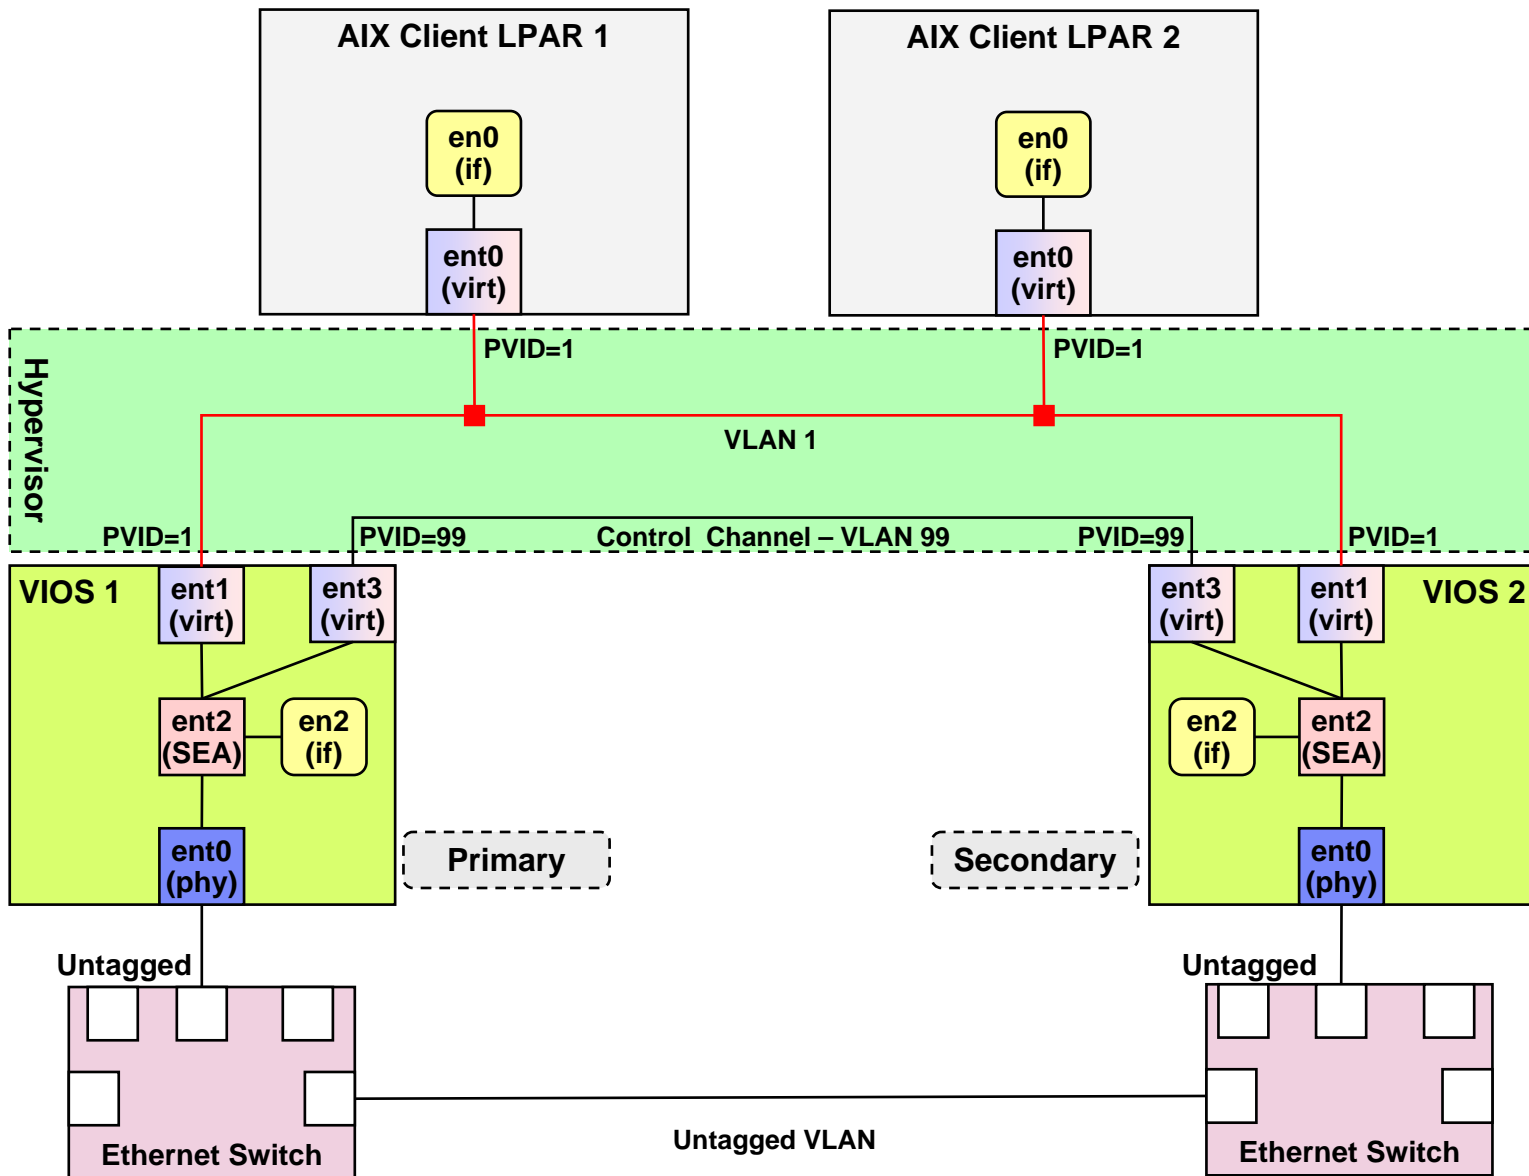 AIX Client LPAR 1
AIX Client LPAR 2
en0
(if)
en0
(if)
ent0
(virt)
ent0
(virt)
Hypervisor
PVID=1
PVID=1
VLAN 1
PVID=1
PVID=99
Control Channel – VLAN 99
PVID=99
PVID=1
VIOS 1
ent1
(virt)
ent3
(virt)
ent3
(virt)
ent1
(virt)
VIOS 2
ent2
(SEA)
en2
(if)
en2
(if)
ent2
(SEA)
ent0
(phy)
Primary
Secondary
ent0
(phy)
Untagged
Untagged
Ethernet Switch
Untagged VLAN
Ethernet Switch